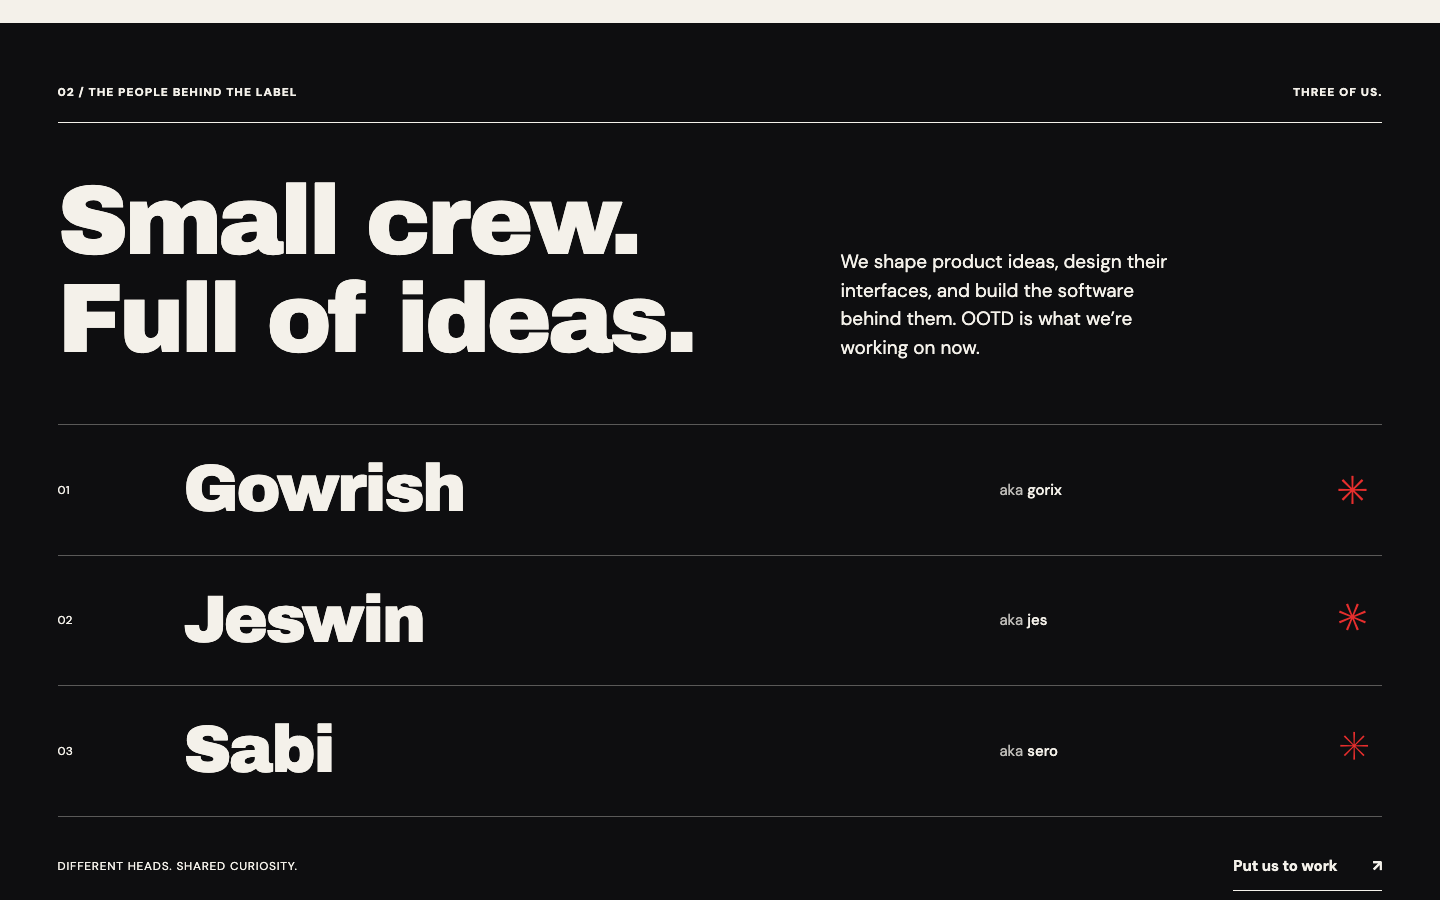 02 / THE PEOPLE BEHIND THE LABEL
THREE OF US.
Small crew.
Full of ideas.
We shape product ideas, design their
interfaces, and build the software
behind them. OOTD is what we’re
working on now.
01
Gowrish
aka gorix
02
Jeswin
aka jes
03
Sabi
aka sero
DIFFERENT HEADS. SHARED CURIOSITY.
Put us to work